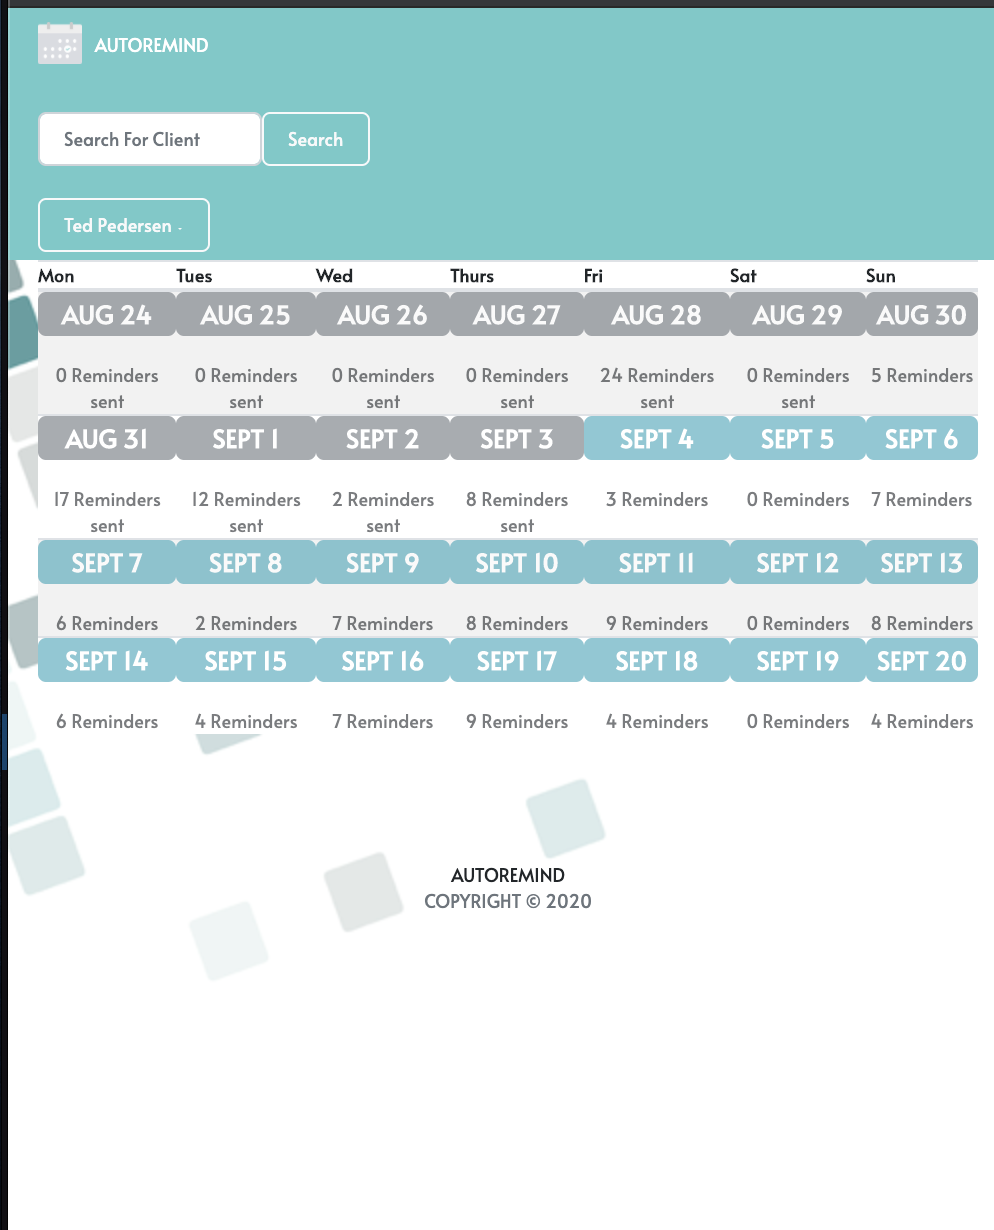 AUTOREMIND
Search For Client Search
Ted Pedersen -
Mon Tues Wed Thurs Fri Sat Sun
AUG 24 AUG 25 AUG 26 AUG 27 AUG 28 AUG 29 AUG 30
0 Reminders 0 Reminders 0 Reminders 0 Reminders 24 Reminders 0 Reminders 5 Reminders
sent sent sent sent sent sent
AUG 31 SEPT 1 SEPT 2 SEPT 3 SEPT 4 SEPT 5 SEPT 6
17 Reminders 12 Reminders 2 Reminders 8 Reminders 3 Reminders 0 Reminders 7 Reminders
sent sent sent sent
SEPT 7 SEPT 8 SEPT 9 SEPT 10 SEPT 11 SEPT 12 SEPT 13
6 Reminders 2 Reminders 7 Reminders 8 Reminders 9 Reminders 0 Reminders 8 Reminders
SEPT 14 SEPT 15 SEPT 16 SEPT 17 SEPT 18 SEPT 19 SEPT 20
6 Reminders 4 Reminders 7 Reminders 9 Reminders 4 Reminders 0 Reminders 4 Reminders
AUTOREMIND
COPYRIGHT © 2020